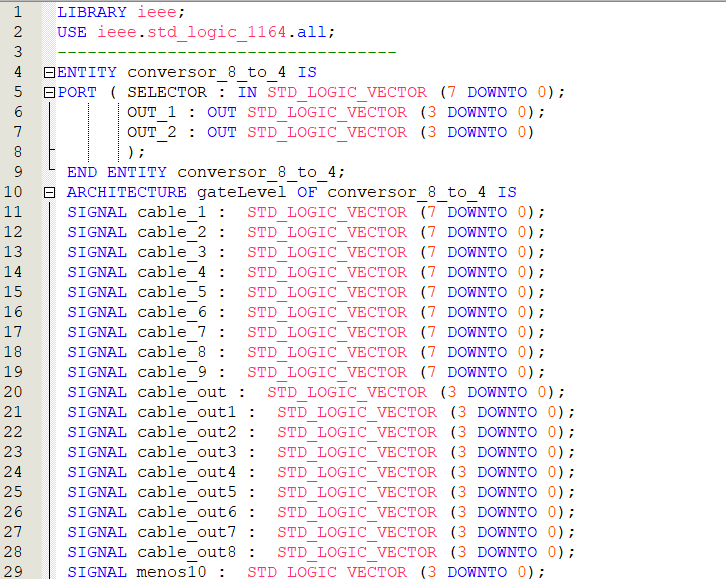 1 LIBRARY ieee;
2 USE ieee.std_logic_1164.all;
3 ----------------------------------
4 ENTITY conversor_8_to_4 IS
5 PORT ( SELECTOR : IN STD_LOGIC_VECTOR (7 DOWNTO 0);
6 OUT_1 : OUT STD_LOGIC_VECTOR (3 DOWNTO 0);
7 OUT_2 : OUT STD_LOGIC_VECTOR (3 DOWNTO 0)
8 );
9 END ENTITY conversor_8_to_4;
10 ARCHITECTURE gateLevel OF conversor_8_to_4 IS
11 SIGNAL cable_1 : STD_LOGIC_VECTOR (7 DOWNTO 0);
12 SIGNAL cable_2 : STD_LOGIC_VECTOR (7 DOWNTO 0);
13 SIGNAL cable_3 : STD_LOGIC_VECTOR (7 DOWNTO 0);
14 SIGNAL cable_4 : STD_LOGIC_VECTOR (7 DOWNTO 0);
15 SIGNAL cable_5 : STD_LOGIC_VECTOR (7 DOWNTO 0);
16 SIGNAL cable_6 : STD_LOGIC_VECTOR (7 DOWNTO 0);
17 SIGNAL cable_7 : STD_LOGIC_VECTOR (7 DOWNTO 0);
18 SIGNAL cable_8 : STD_LOGIC_VECTOR (7 DOWNTO 0);
19 SIGNAL cable_9 : STD_LOGIC_VECTOR (7 DOWNTO 0);
20 SIGNAL cable_out : STD_LOGIC_VECTOR (3 DOWNTO 0);
21 SIGNAL cable_out1 : STD_LOGIC_VECTOR (3 DOWNTO 0);
22 SIGNAL cable_out2 : STD_LOGIC_VECTOR (3 DOWNTO 0);
23 SIGNAL cable_out3 : STD_LOGIC_VECTOR (3 DOWNTO 0);
24 SIGNAL cable_out4 : STD_LOGIC_VECTOR (3 DOWNTO 0);
25 SIGNAL cable_out5 : STD_LOGIC_VECTOR (3 DOWNTO 0);
26 SIGNAL cable_out6 : STD_LOGIC_VECTOR (3 DOWNTO 0);
27 SIGNAL cable_out7 : STD_LOGIC_VECTOR (3 DOWNTO 0);
28 SIGNAL cable_out8 : STD_LOGIC_VECTOR (3 DOWNTO 0);
29 SIGNAL menos10 : STD_LOGIC_VECTOR (3 DOWNTO 0);